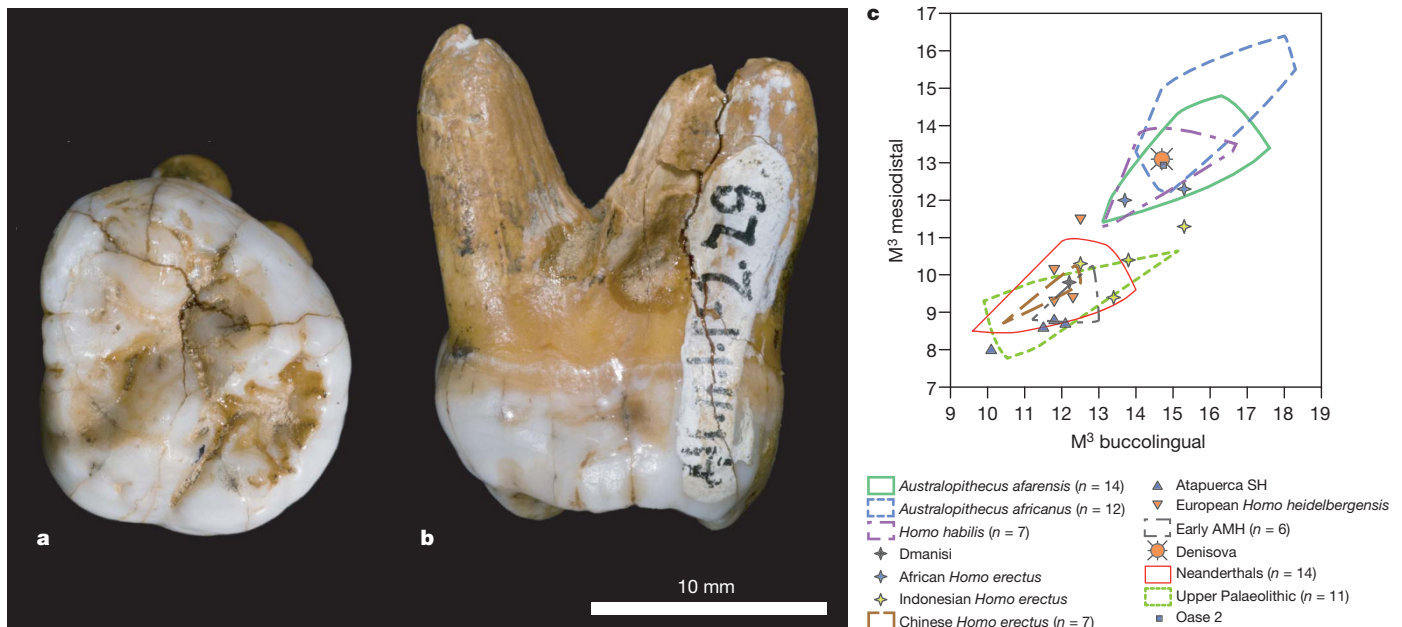 a
b
62.7.1
10 mm
c
17
16
15
14
13
12
11
10
9
8
7
M³ mesiodistal
9 10 11 12 13 14 15 16 17 18 19
M³ buccolingual
Australopithecus afarensis (n = 14)
Australopithecus africanus (n = 12)
Homo habilis (n = 7)
Dmanisi
African Homo erectus
Indonesian Homo erectus
Chinese Homo erectus (n = 7)
Atapuerca SH
European Homo heidelbergensis
Early AMH (n = 6)
Denisova
Neanderthals (n = 14)
Upper Palaeolithic (n = 11)
Oase 2